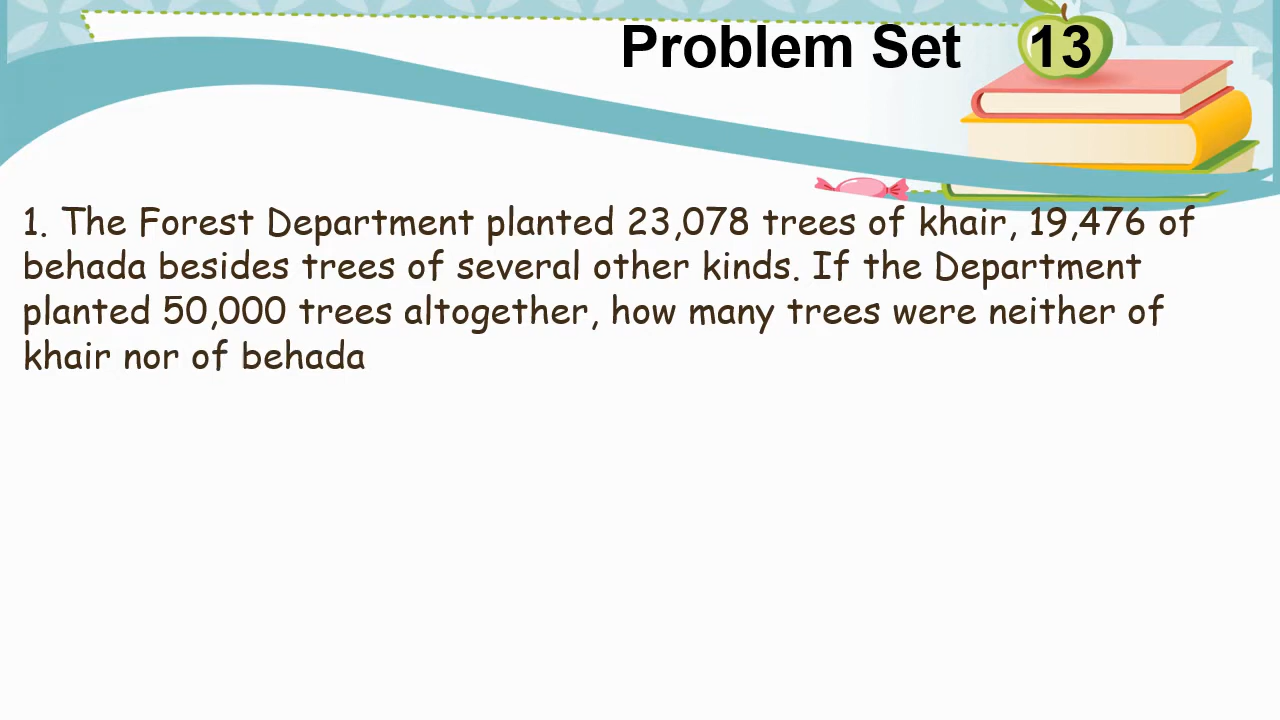 Problem Set 13
1. The Forest Department planted 23,078 trees of khair, 19,476 of
behada besides trees of several other kinds. If the Department
planted 50,000 trees altogether, how many trees were neither of
khair nor of behada